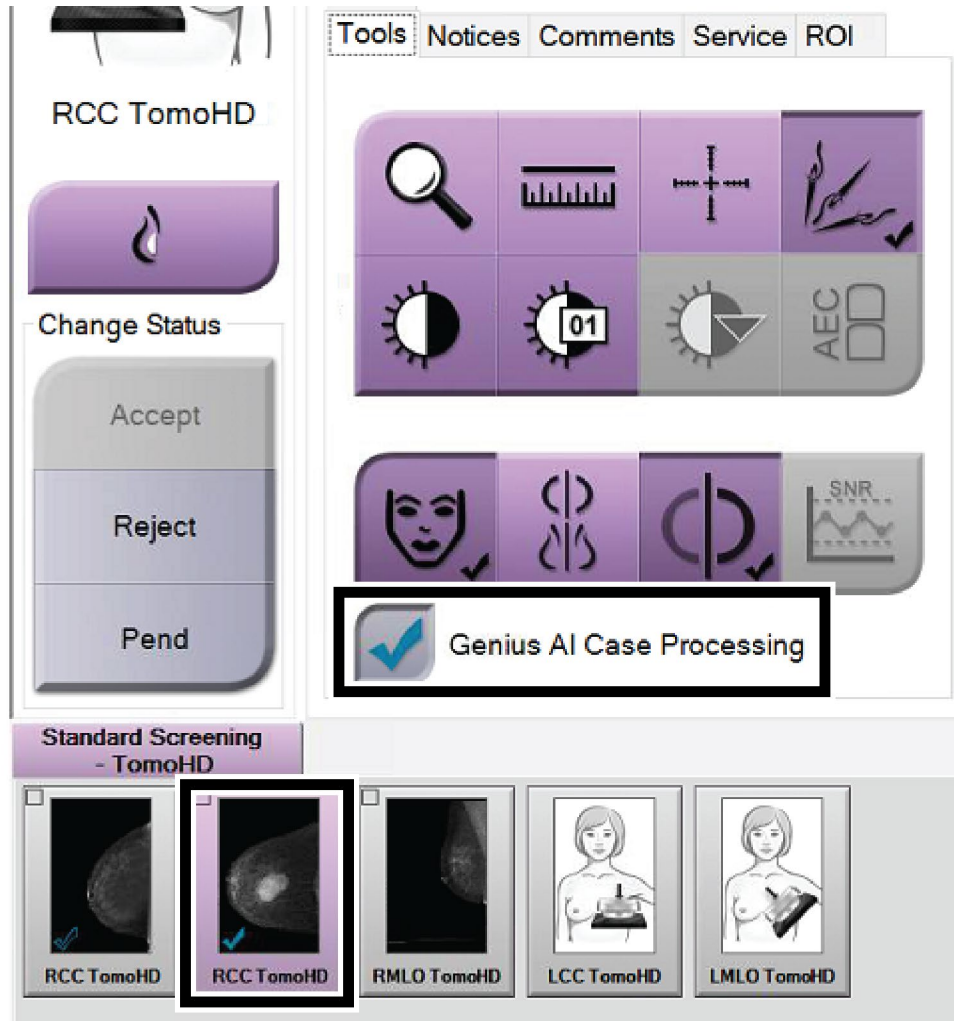 RCC TomoHD
Change Status
Accept
Reject
Pend
Tools Notices Comments Service ROI
01
AEC
SNR
Genius AI Case Processing
Standard Screening
- TomoHD
RCC TomoHD RCC TomoHD RMLO TomoHD LCC TomoHD LMLO TomoHD